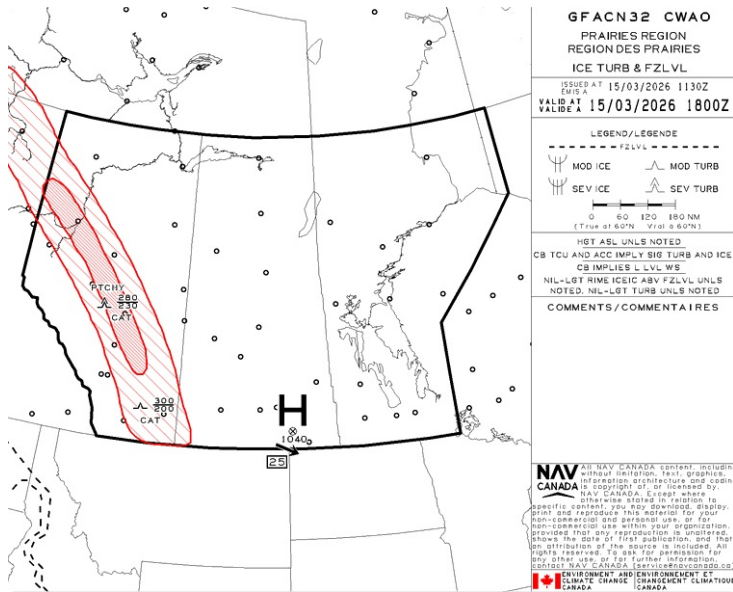 GFACN32 CWAO
PRAIRIES REGION
REGION DES PRAIRIES
ICE TURB & FZLVL
ISSUED AT
EMIS A
15/03/2026 1130Z
VALID AT
VALIDE A
15/03/2026 1800Z
LEGEND/LÉGENDE
FZLVL
MOD ICE
MOD TURB
SEV ICE
SEV TURB
0 60 120 180 NM
(True at 60°N Vrai à 60°N)
HGT ASL UNLS NOTED
CB TCU AND ACC IMPLY SIG TURB AND ICE
CB IMPLIES L LVL WS
NIL-LGT RIME ICEIC ABV FZLVL UNLS
NOTED. NIL-LGT TURB UNLS NOTED
COMMENTS/COMMENTAIRES
PTCHY
280
230
CAT
300
CAT
H
1040
25
NAV
CANADA
All NAV CANADA content, including
without limitation, text, graphics,
information architecture and coding
is copyright of, or licensed by,
NAV CANADA. Except where
otherwise stated in relation to
specific content, you may download, display,
print and reproduce this material for your
non-commercial and personal use, or for
non-commercial use within your organization,
provided that any reproduction is unaltered,
shows the date of first publication, and that
an attribution of the source is included. All
rights reserved. To ask for permission for
any other use, or for further information,
contact NAV CANADA (service@navcanada.ca)
ENVIRONMENT AND
CLIMATE CHANGE
CANADA
ENVIRONNEMENT ET
CHANGEMENT CLIMATIQUE
CANADA